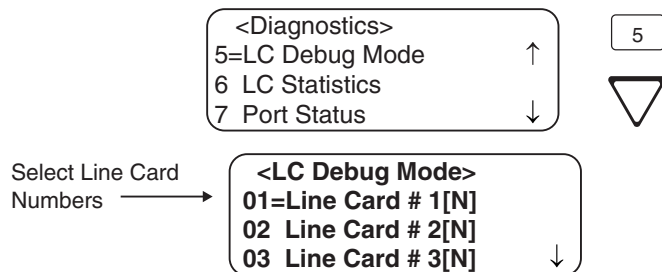 <Diagnostics>
5=LC Debug Mode ↑
5
6 LC Statistics
7 Port Status ↓
Select Line Card
Numbers
<LC Debug Mode>
01=Line Card # 1[N]
02 Line Card # 2[N]
03 Line Card # 3[N] ↓